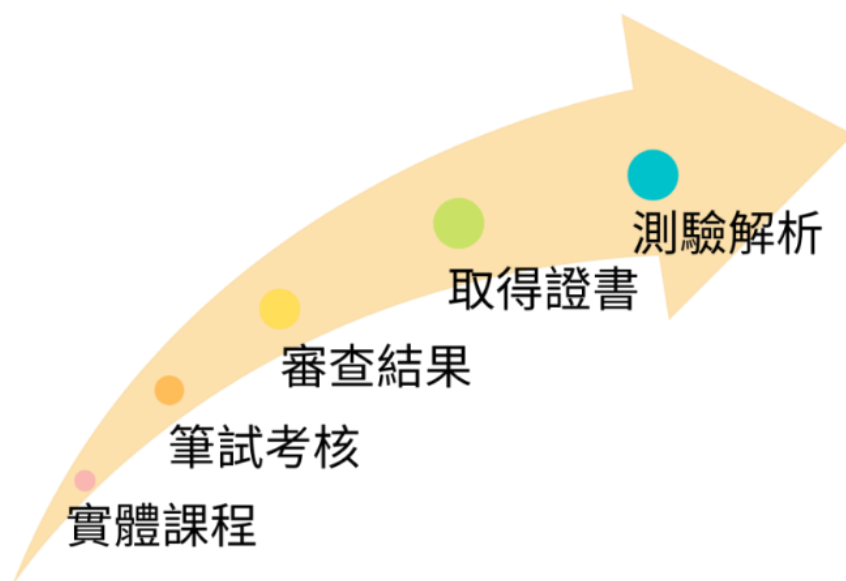 測驗解析
取得證書
審查結果
筆試考核
實體課程